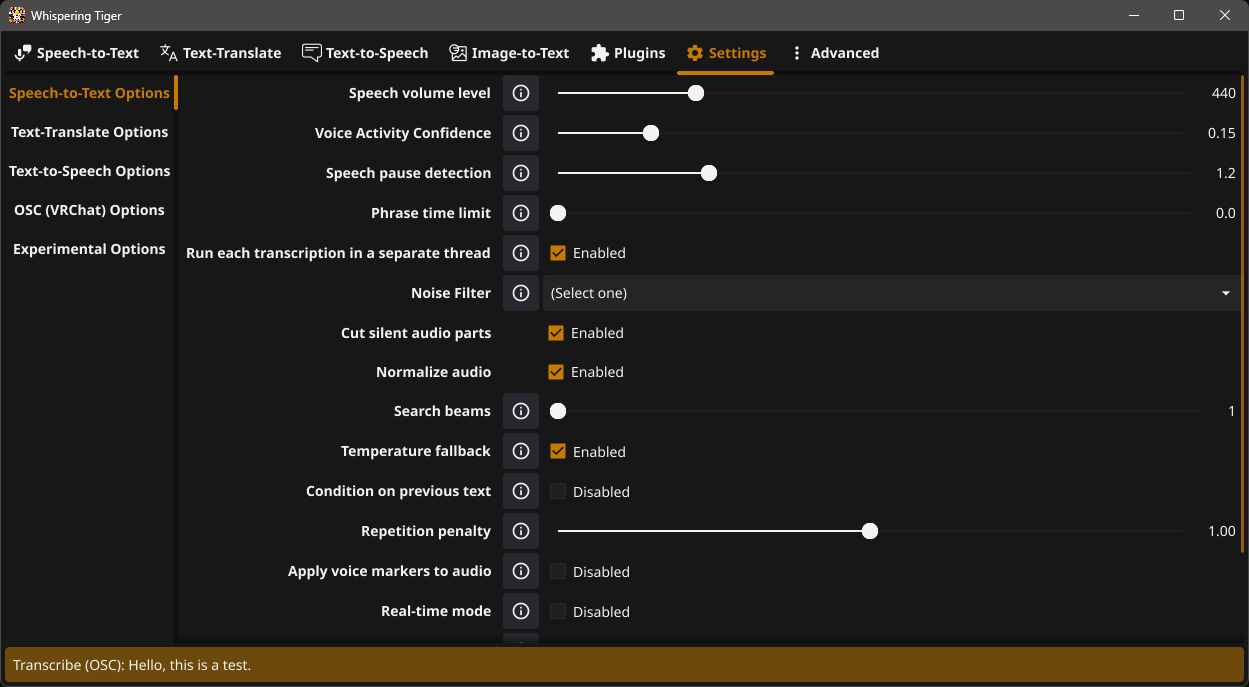 Whispering Tiger
Speech-to-Text Text-Translate Text-to-Speech Image-to-Text Plugins Settings Advanced
Speech-to-Text Options
Text-Translate Options
Text-to-Speech Options
OSC (VRChat) Options
Experimental Options
Speech volume level 440
Voice Activity Confidence 0.15
Speech pause detection 1.2
Phrase time limit 0.0
Run each transcription in a separate thread Enabled
Noise Filter (Select one)
Cut silent audio parts Enabled
Normalize audio Enabled
Search beams 1
Temperature fallback Enabled
Condition on previous text Disabled
Repetition penalty 1.00
Apply voice markers to audio Disabled
Real-time mode Disabled
Transcribe (OSC): Hello, this is a test.